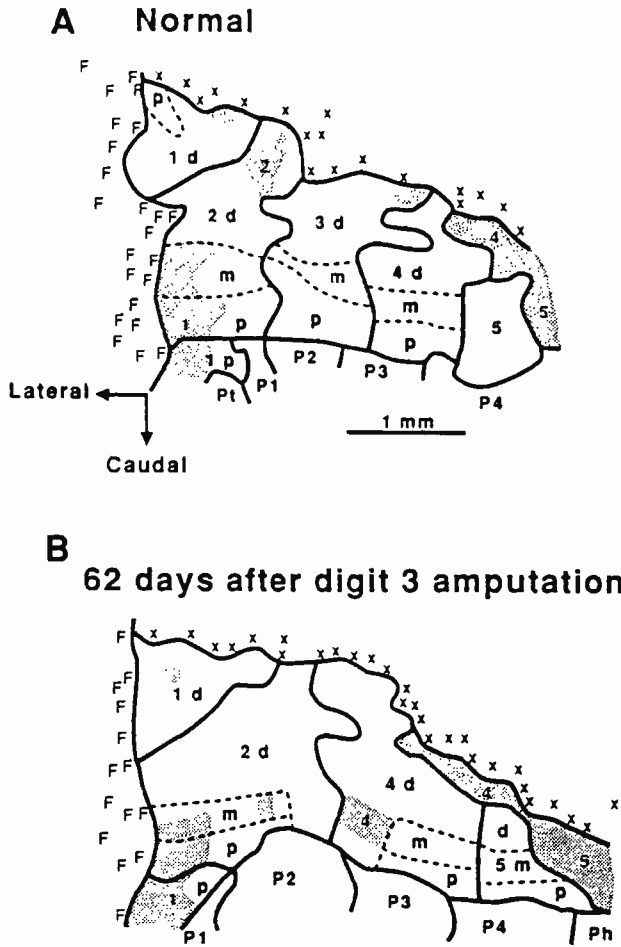 A Normal
F
F x x
F p x
F x x x x
F F x x
F 1 d 2 x x x
F F F F 2 d 3 d x x
F 4 x
F F m m 4 d
F F m
F F 1 p p p 5 5
F F 1 p P2 P3
Lateral Pt P1 P4
1 mm
Caudal
B
62 days after digit 3 amputation
F x x x x x x x x x x x
F F 1 d x x
F x x
F x x x
F F 2 d 4 d x x
F 4 x x
F F F m 4 d x x
F m 5 m 5
F F p p p
1 p P2 P3 P4
F P1 Ph